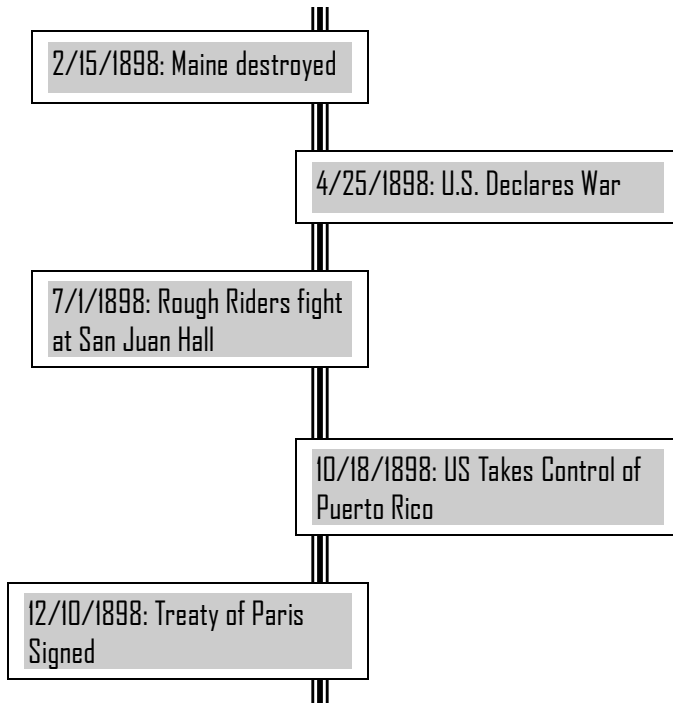 2/15/1898: Maine destroyed
4/25/1898: U.S. Declares War
7/1/1898: Rough Riders fight
at San Juan Hall
10/18/1898: US Takes Control of
Puerto Rico
12/10/1898: Treaty of Paris
Signed